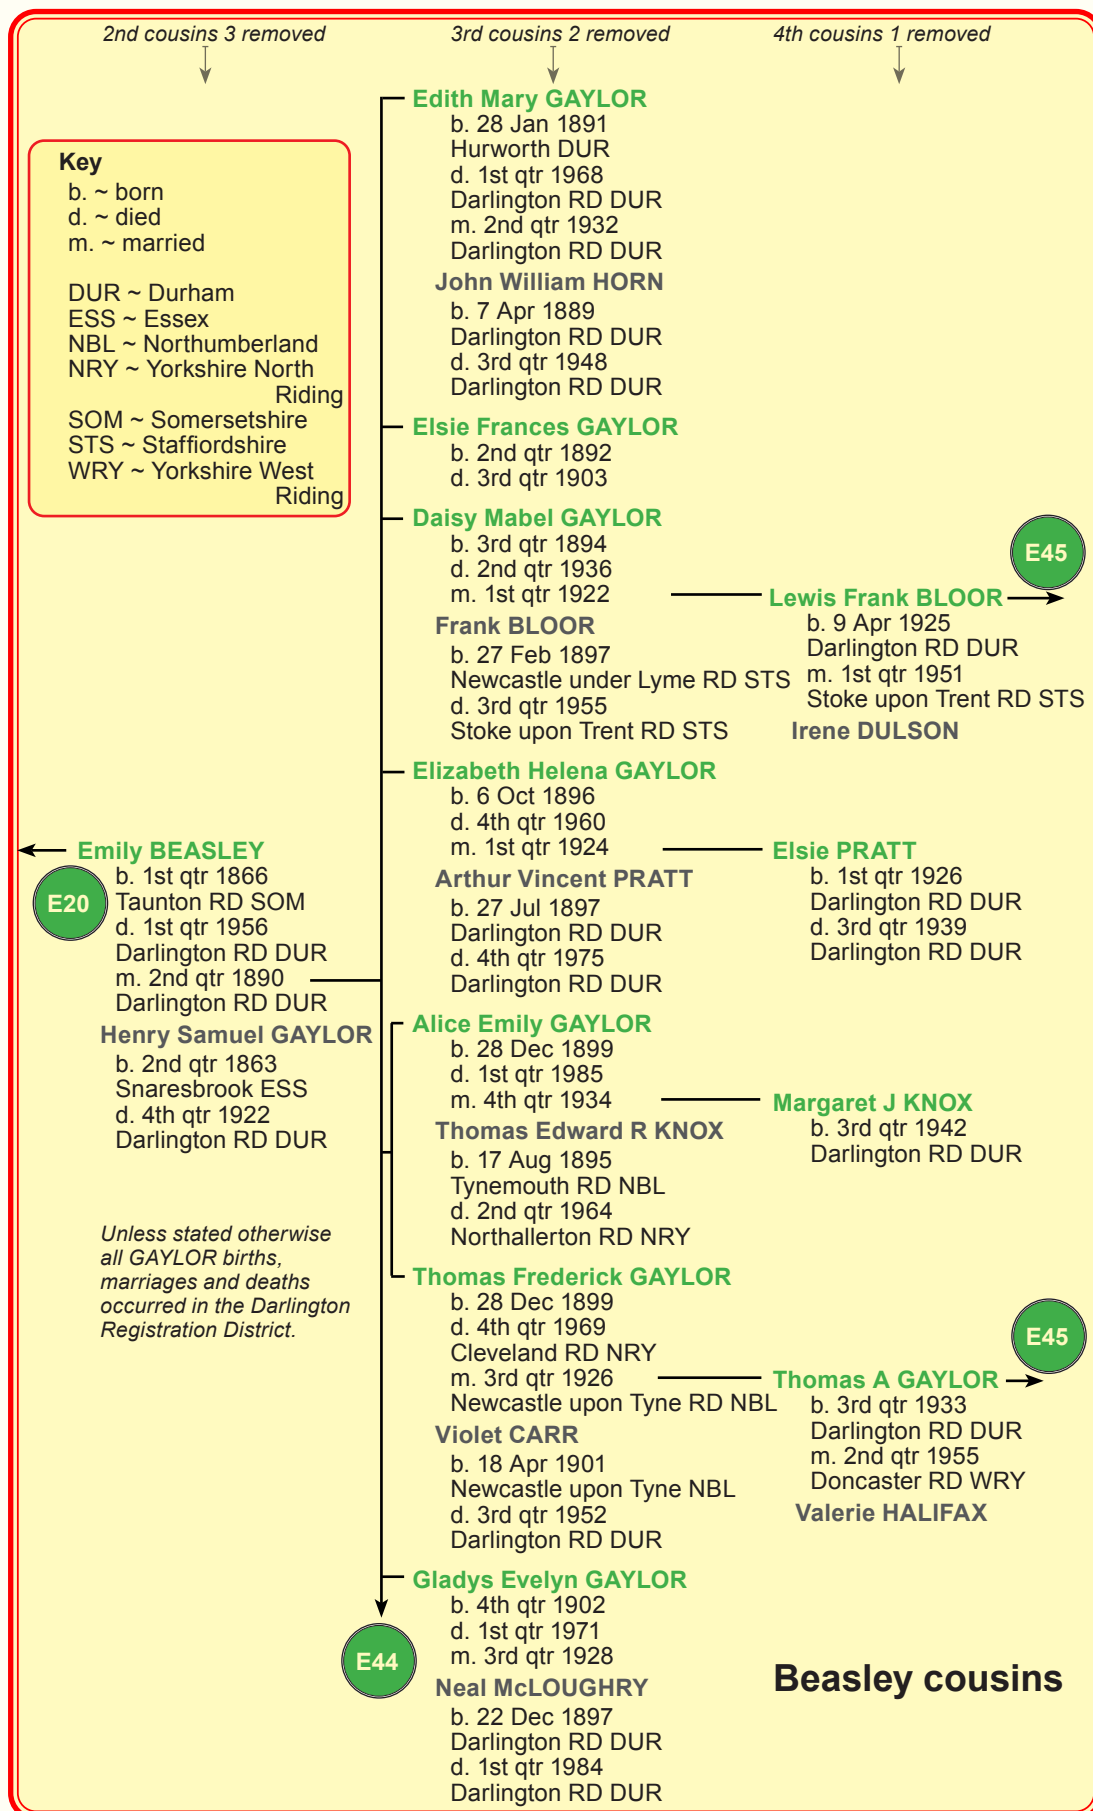 2nd cousins 3 removed
3rd cousins 2 removed
4th cousins 1 removed
Key
b. ~ born
d. ~ died
m. ~ married
DUR ~ Durham
ESS ~ Essex
NBL ~ Northumberland
NRY ~ Yorkshire North
Riding
SOM ~ Somersetshire
STS ~ Staffiordshire
WRY ~ Yorkshire West
Riding
Emily BEASLEY
E20
b. 1st qtr 1866
Taunton RD SOM
d. 1st qtr 1956
Darlington RD DUR
m. 2nd qtr 1890
Darlington RD DUR
Henry Samuel GAYLOR
b. 2nd qtr 1863
Snaresbrook ESS
d. 4th qtr 1922
Darlington RD DUR
Unless stated otherwise
all GAYLOR births,
marriages and deaths
occurred in the Darlington
Registration District.
Edith Mary GAYLOR
b. 28 Jan 1891
Hurworth DUR
d. 1st qtr 1968
Darlington RD DUR
m. 2nd qtr 1932
Darlington RD DUR
John William HORN
b. 7 Apr 1889
Darlington RD DUR
d. 3rd qtr 1948
Darlington RD DUR
Elsie Frances GAYLOR
b. 2nd qtr 1892
d. 3rd qtr 1903
Daisy Mabel GAYLOR
b. 3rd qtr 1894
d. 2nd qtr 1936
m. 1st qtr 1922
Frank BLOOR
b. 27 Feb 1897
Newcastle under Lyme RD STS
d. 3rd qtr 1955
Stoke upon Trent RD STS
Elizabeth Helena GAYLOR
b. 6 Oct 1896
d. 4th qtr 1960
m. 1st qtr 1924
Arthur Vincent PRATT
b. 27 Jul 1897
Darlington RD DUR
d. 4th qtr 1975
Darlington RD DUR
Alice Emily GAYLOR
b. 28 Dec 1899
d. 1st qtr 1985
m. 4th qtr 1934
Thomas Edward R KNOX
b. 17 Aug 1895
Tynemouth RD NBL
d. 2nd qtr 1964
Northallerton RD NRY
Thomas Frederick GAYLOR
b. 28 Dec 1899
d. 4th qtr 1969
Cleveland RD NRY
m. 3rd qtr 1926
Newcastle upon Tyne RD NBL
Violet CARR
b. 18 Apr 1901
Newcastle upon Tyne NBL
d. 3rd qtr 1952
Darlington RD DUR
Gladys Evelyn GAYLOR
b. 4th qtr 1902
d. 1st qtr 1971
m. 3rd qtr 1928
E44
Neal McLOUGHRY
b. 22 Dec 1897
Darlington RD DUR
d. 1st qtr 1984
Darlington RD DUR
E45
Lewis Frank BLOOR
b. 9 Apr 1925
Darlington RD DUR
m. 1st qtr 1951
Stoke upon Trent RD STS
Irene DULSON
Elsie PRATT
b. 1st qtr 1926
Darlington RD DUR
d. 3rd qtr 1939
Darlington RD DUR
Margaret J KNOX
b. 3rd qtr 1942
Darlington RD DUR
E45
Thomas A GAYLOR
b. 3rd qtr 1933
Darlington RD DUR
m. 2nd qtr 1955
Doncaster RD WRY
Valerie HALIFAX
Beasley cousins